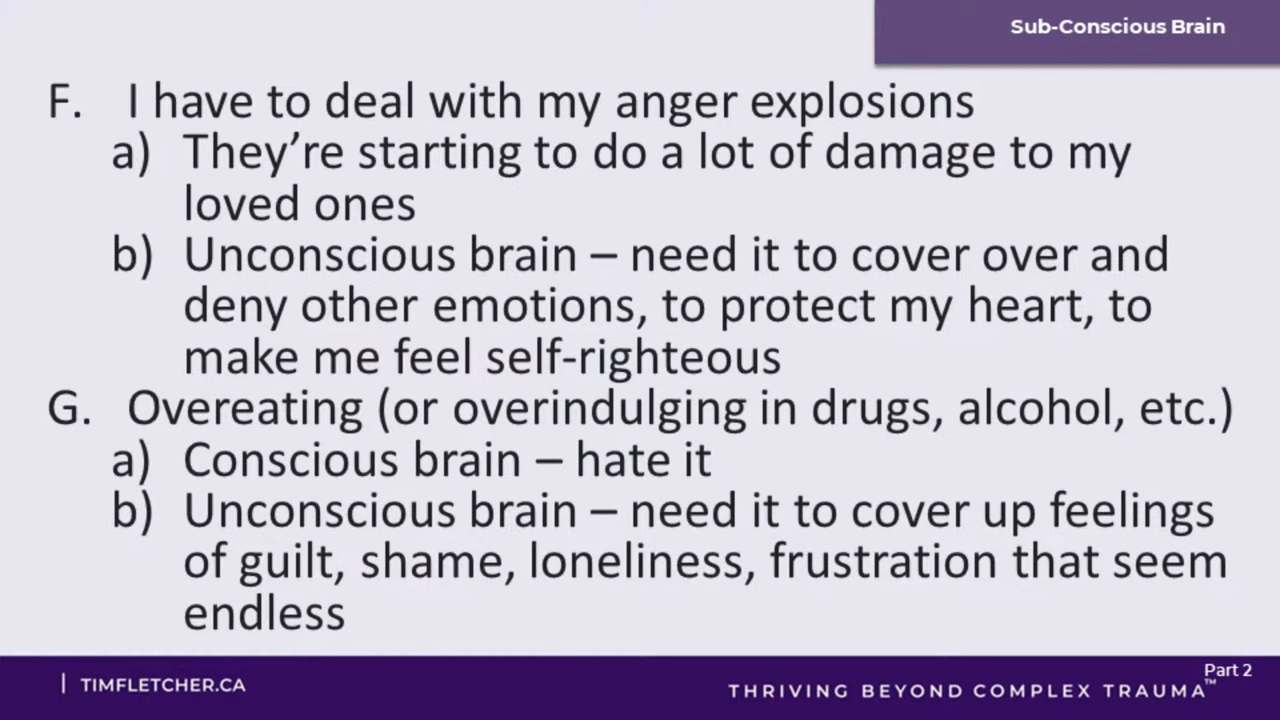 Sub-Conscious Brain
F. I have to deal with my anger explosions
a) They’re starting to do a lot of damage to my
loved ones
b) Unconscious brain – need it to cover over and
deny other emotions, to protect my heart, to
make me feel self-righteous
G. Overeating (or overindulging in drugs, alcohol, etc.)
a) Conscious brain – hate it
b) Unconscious brain – need it to cover up feelings
of guilt, shame, loneliness, frustration that seem
endless
Part 2
| TIMFLETCHER.CA
THRIVING BEYOND COMPLEX TRAUMA™